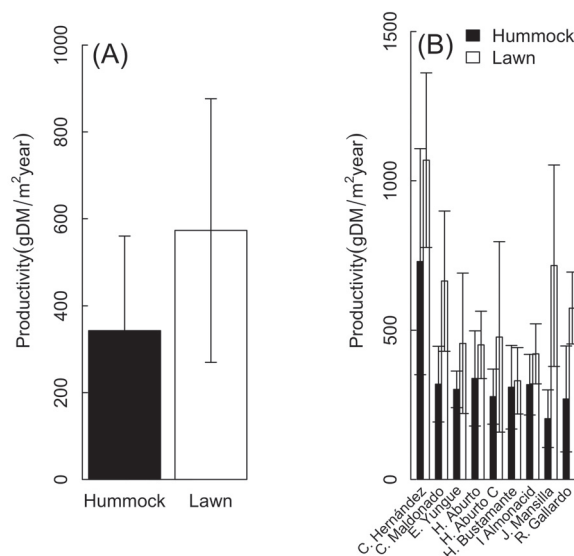 (A)
Productivity(gDM/m²year)
1000
800
600
400
200
0
Hummock
Lawn
(B)
Hummock
Lawn
Productivity(gDM/m²year)
1500
1000
500
0
C. Hernández
C. Maldonado
E. Yungue
H. Aburto
H. Aburto C
H. Bustamante
I Almonacid
J. Mansilla
R. Gallardo